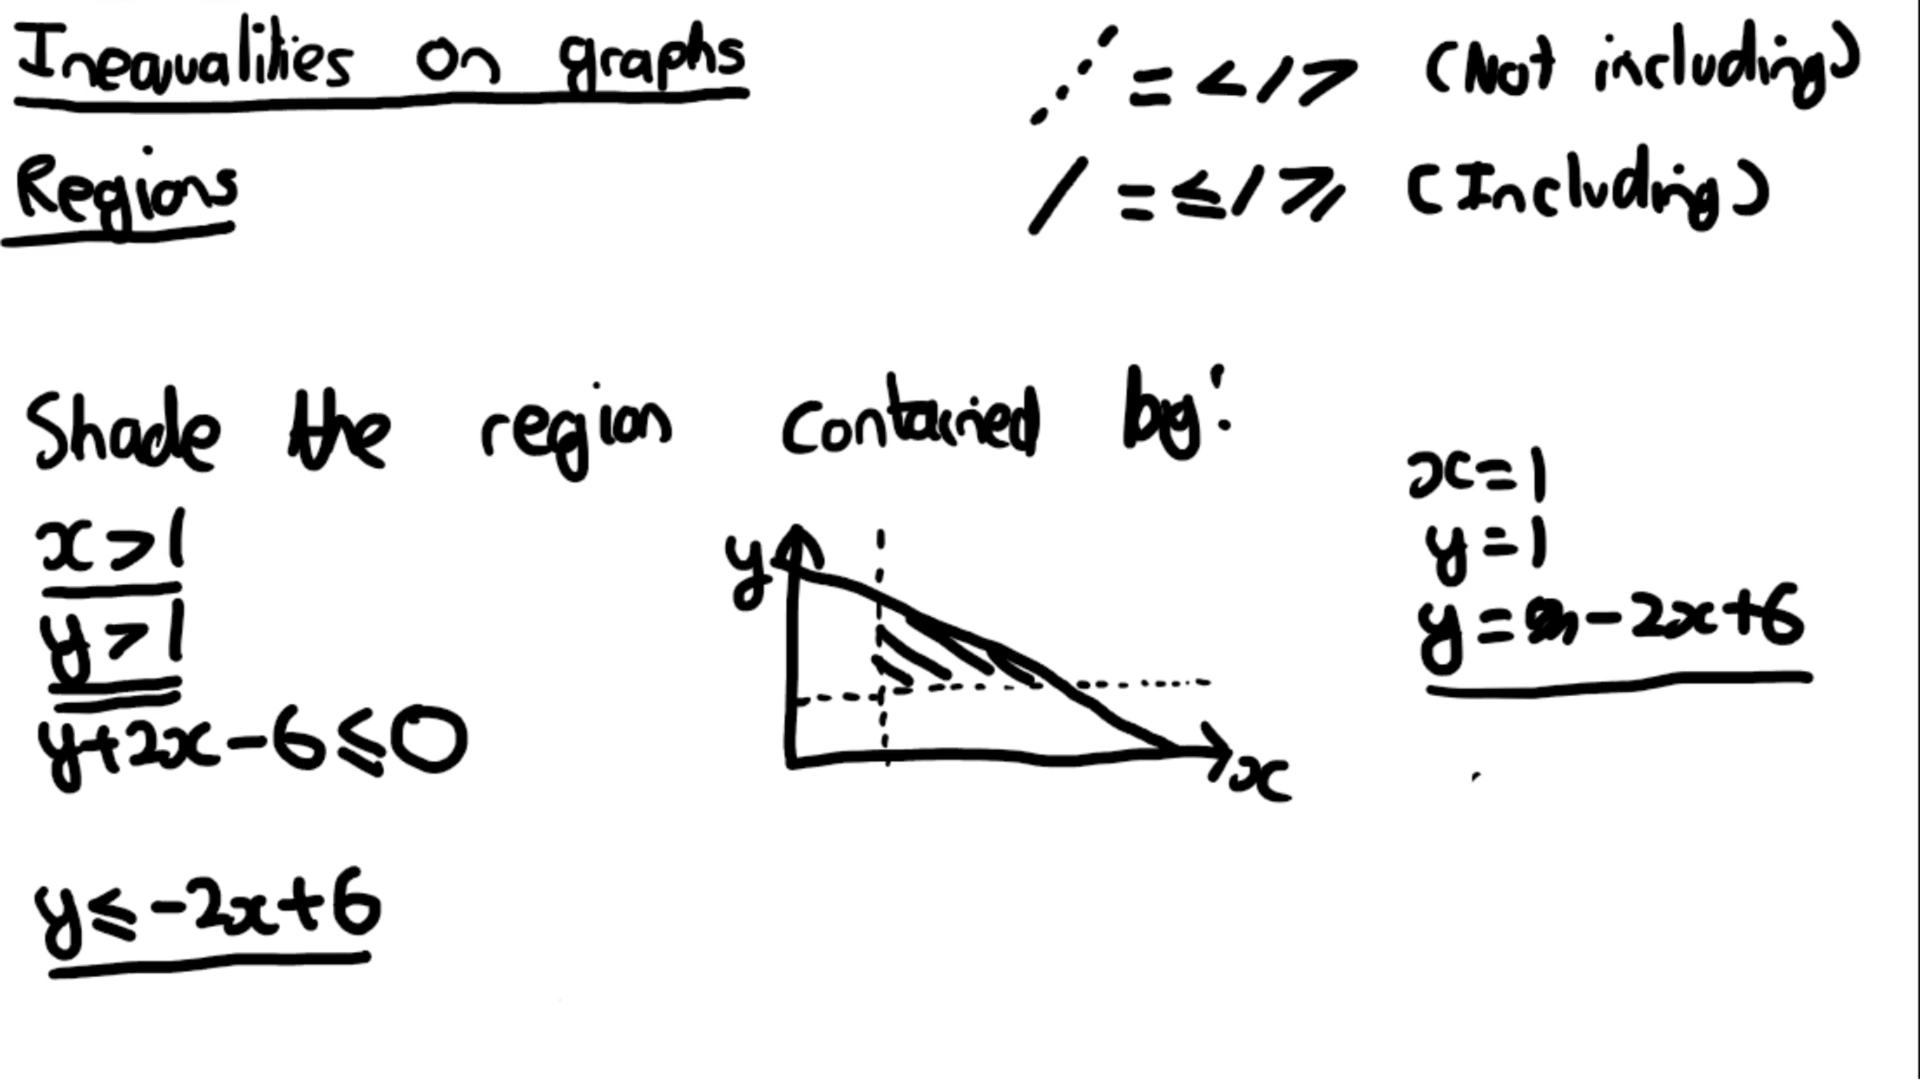 Inequalities on graphs
Regions
= < / > (Not including)
= ≤ / ≥ (Including)
Shade the region contained by:
x > 1
y > 1
y+2x-6≤0
y≤-2x+6
y
x
x=1
y=1
y=-2x+6